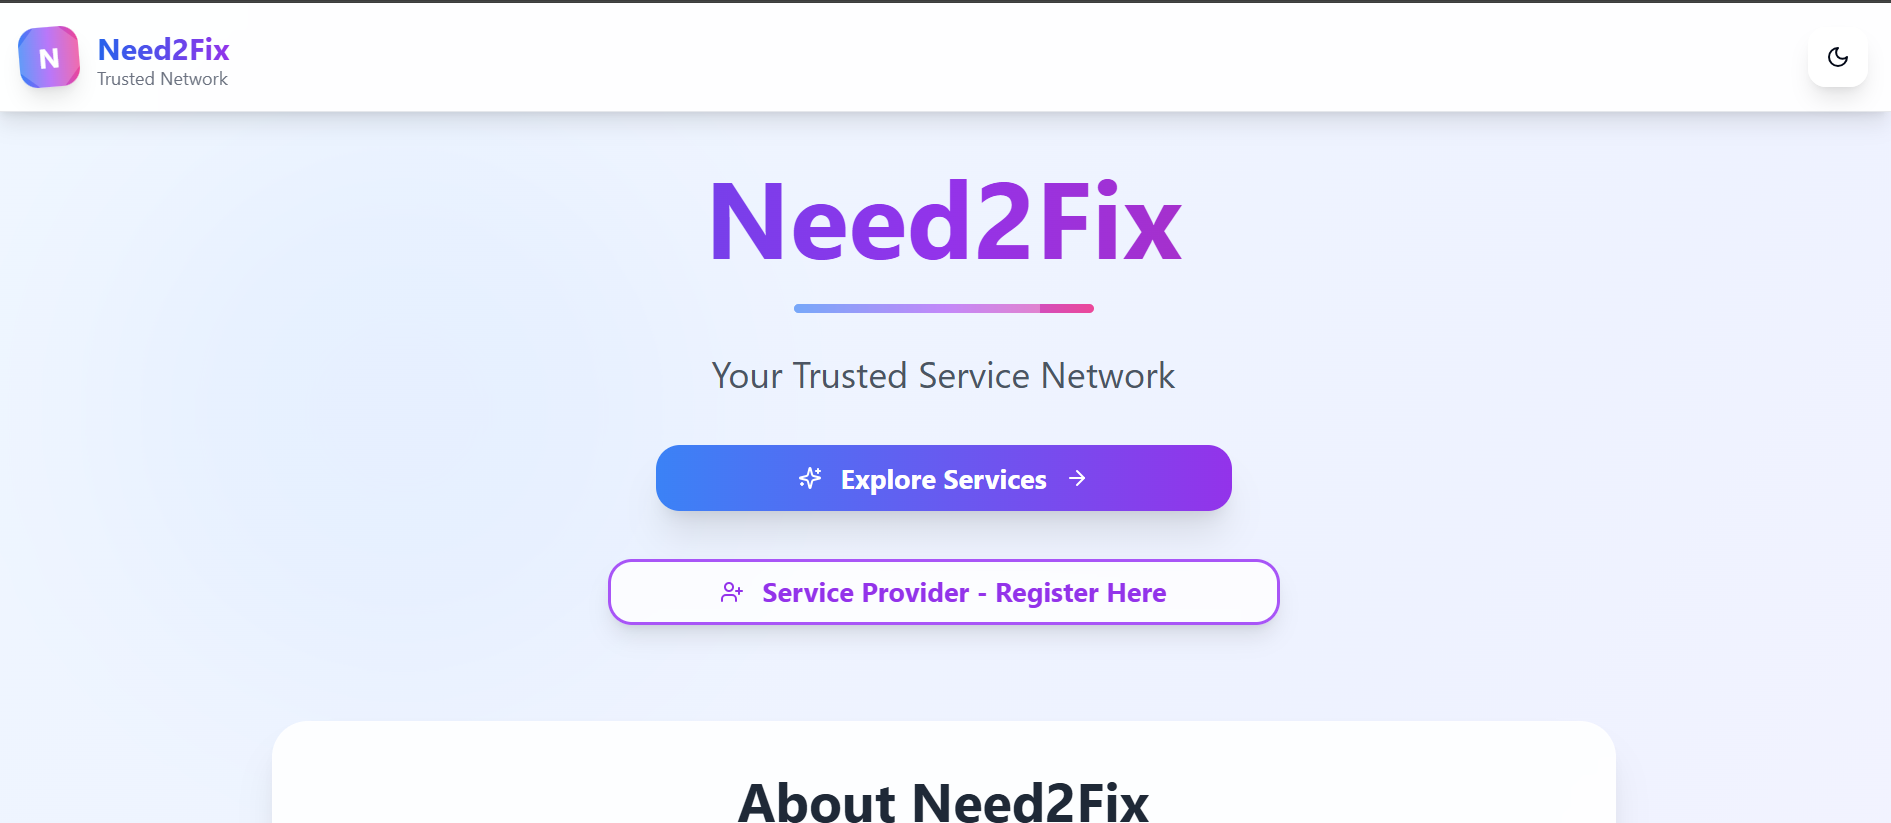 N
Need2Fix
Trusted Network
Need2Fix
Your Trusted Service Network
Explore Services
Service Provider - Register Here
About Need2Fix